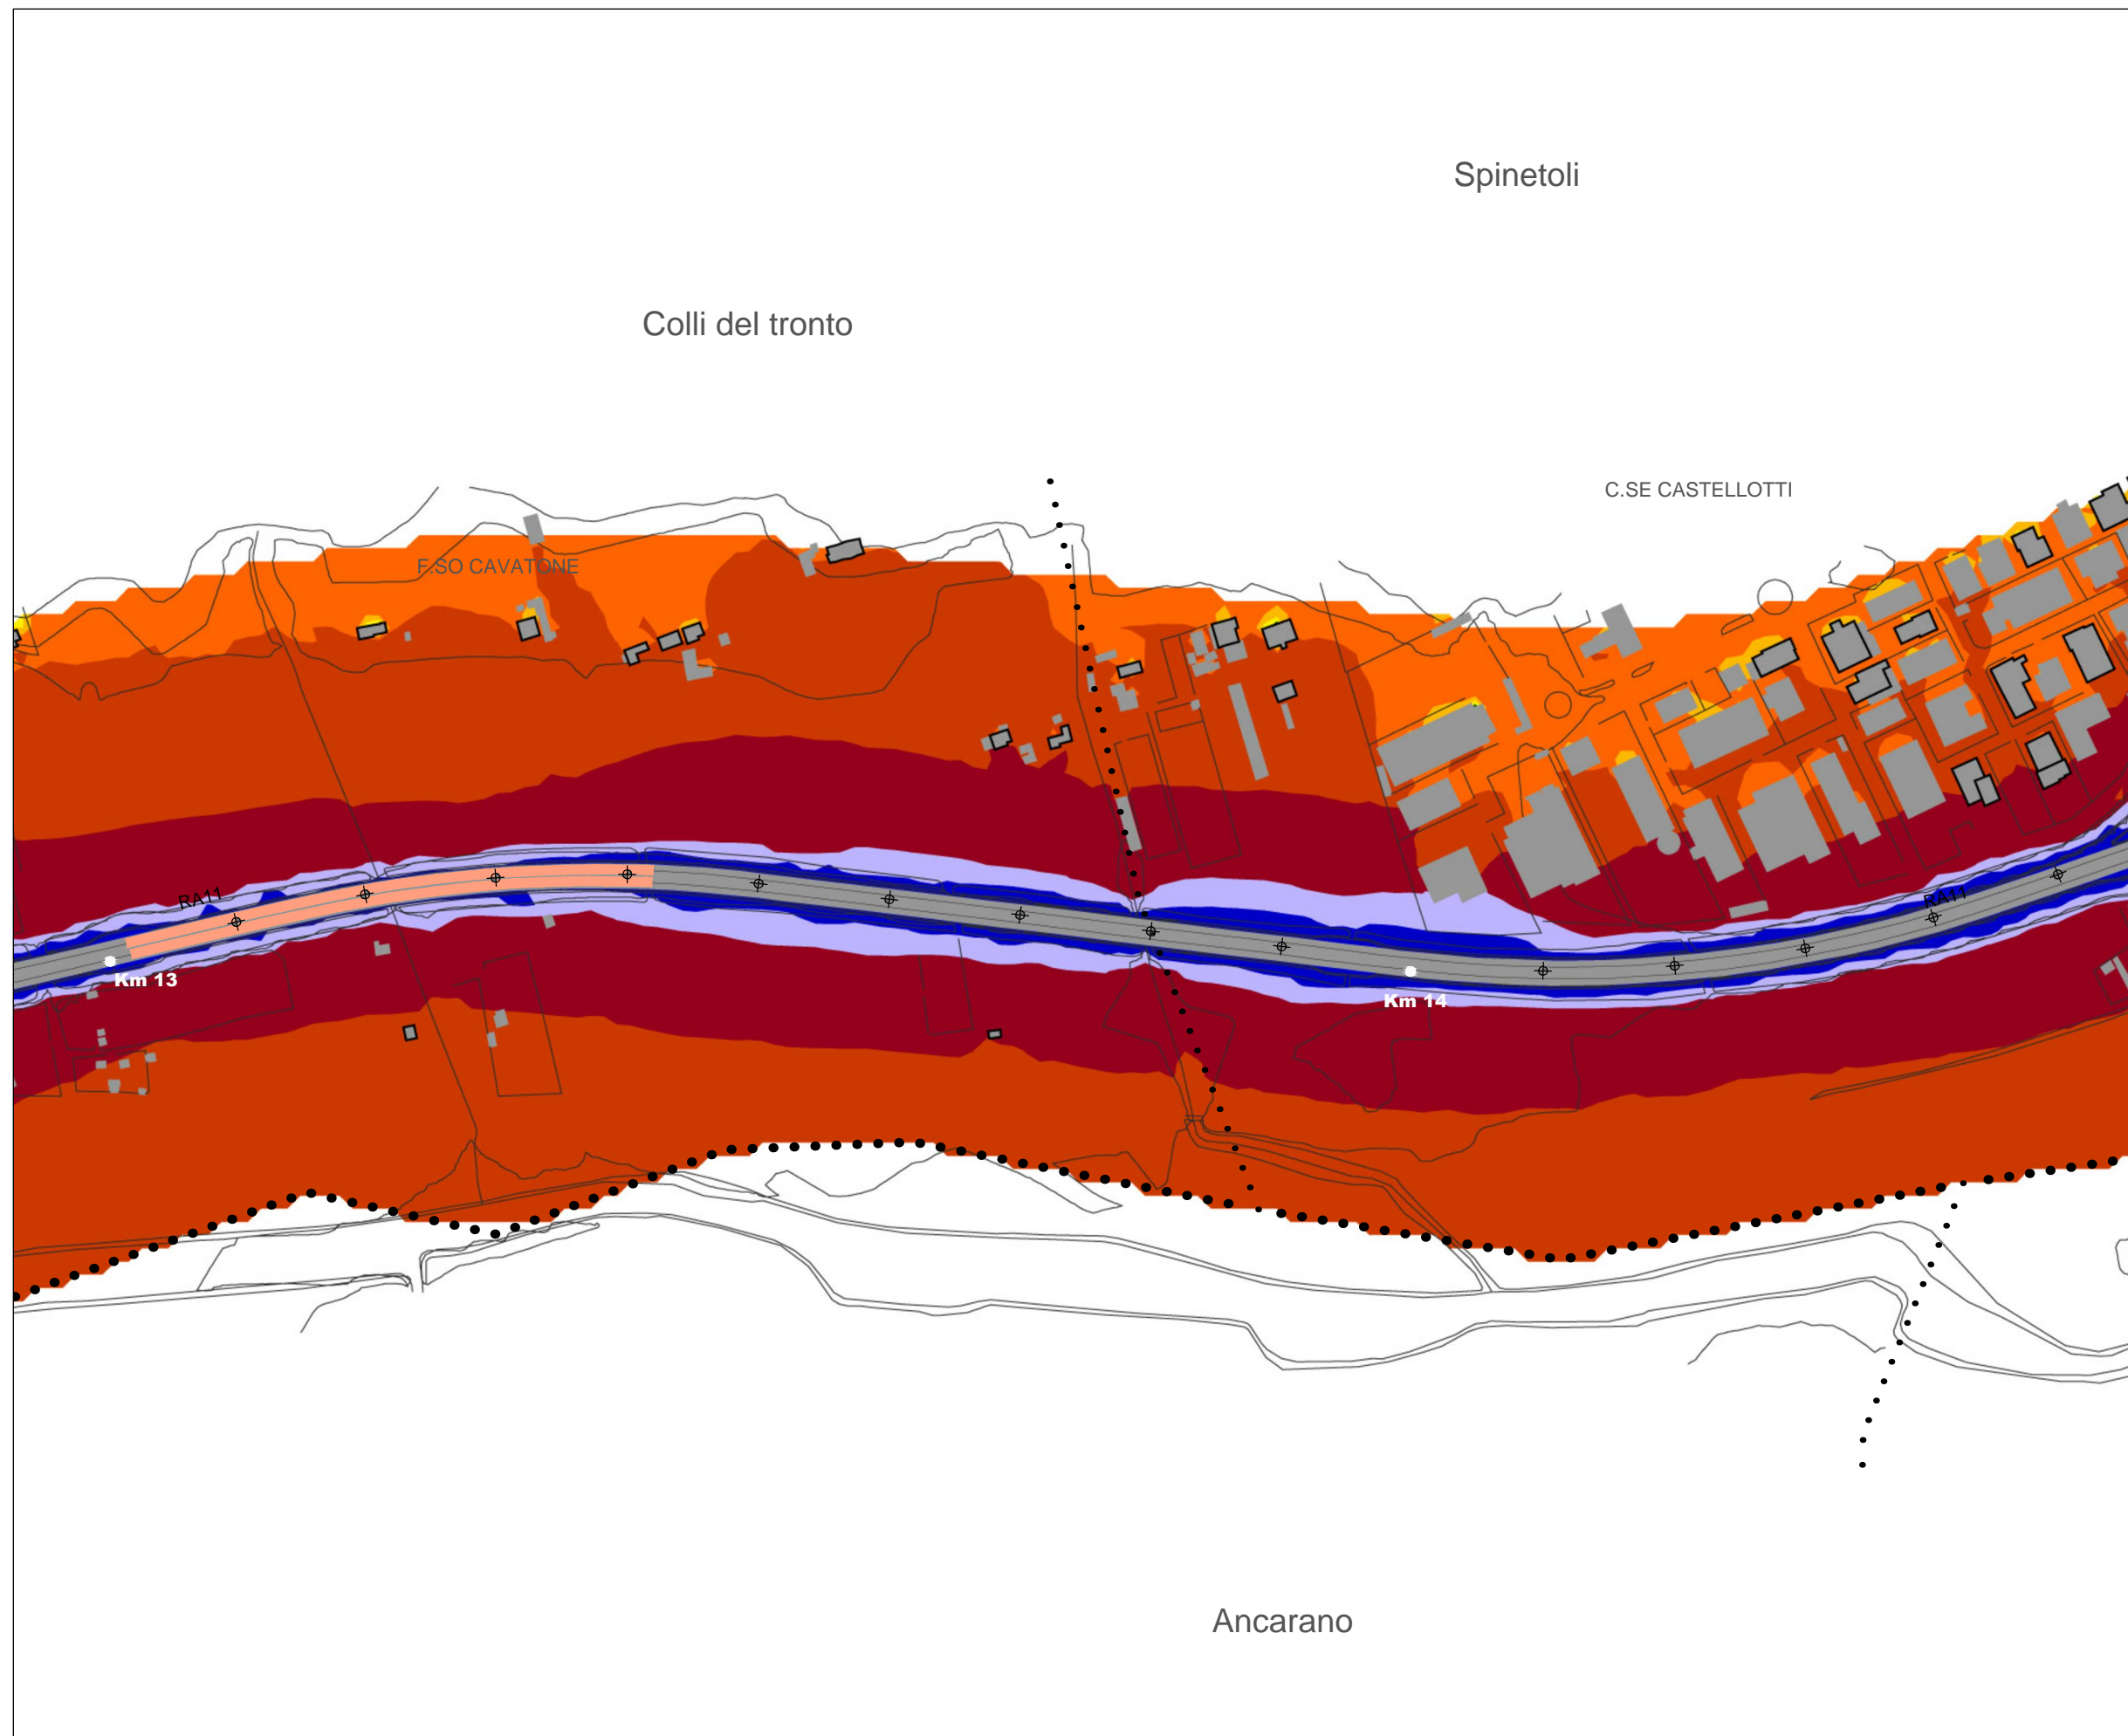 Spinetoli
Colli del tronto
C.SE CASTELLOTTI
F.SO CAVATONE
RA11
RA11
Km 13
Km 14
Ancarano